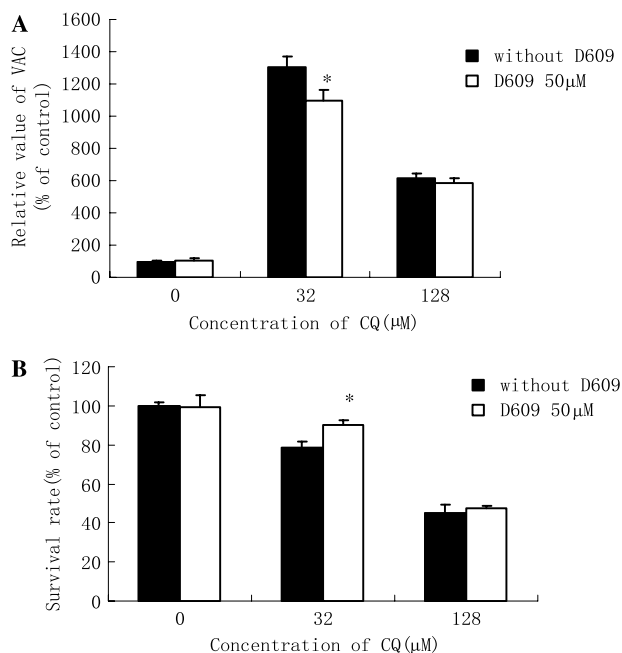 A
Relative value of VAC
(% of control)
1600
1400
1200
1000
800
600
400
200
0
*
without D609
D609 50μM
0 32 128
Concentration of CQ(μM)
B
Survival rate(% of control)
120
100
80
60
40
20
0
*
without D609
D609 50μM
0 32 128
Concentration of CQ(μM)